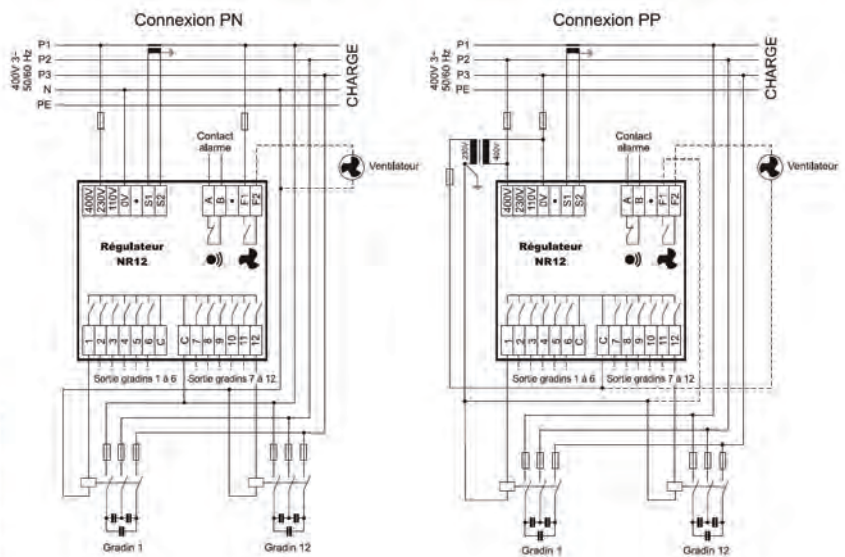 Connexion PN
400V 3~
50/60 Hz
P1
P2
P3
N
PE
CHARGE
Contact
alarme
Ventilateur
400V
230V
110V
0V
•
S1
S2
A
B
•
F1
F2
Régulateur
NR12
1
2
3
4
5
6
C
C
7
8
9
10
11
12
Sortie gradins 1 à 6
Sortie gradins 7 à 12
Gradin 1
Gradin 12
Connexion PP
400V 3~
50/60 Hz
P1
P2
P3
PE
CHARGE
230V
400V
Contact
alarme
Ventilateur
400V
230V
110V
0V
•
S1
S2
A
B
•
F1
F2
Régulateur
NR12
1
2
3
4
5
6
C
C
7
8
9
10
11
12
Sortie gradins 1 à 6
Sortie gradins 7 à 12
Gradin 1
Gradin 12